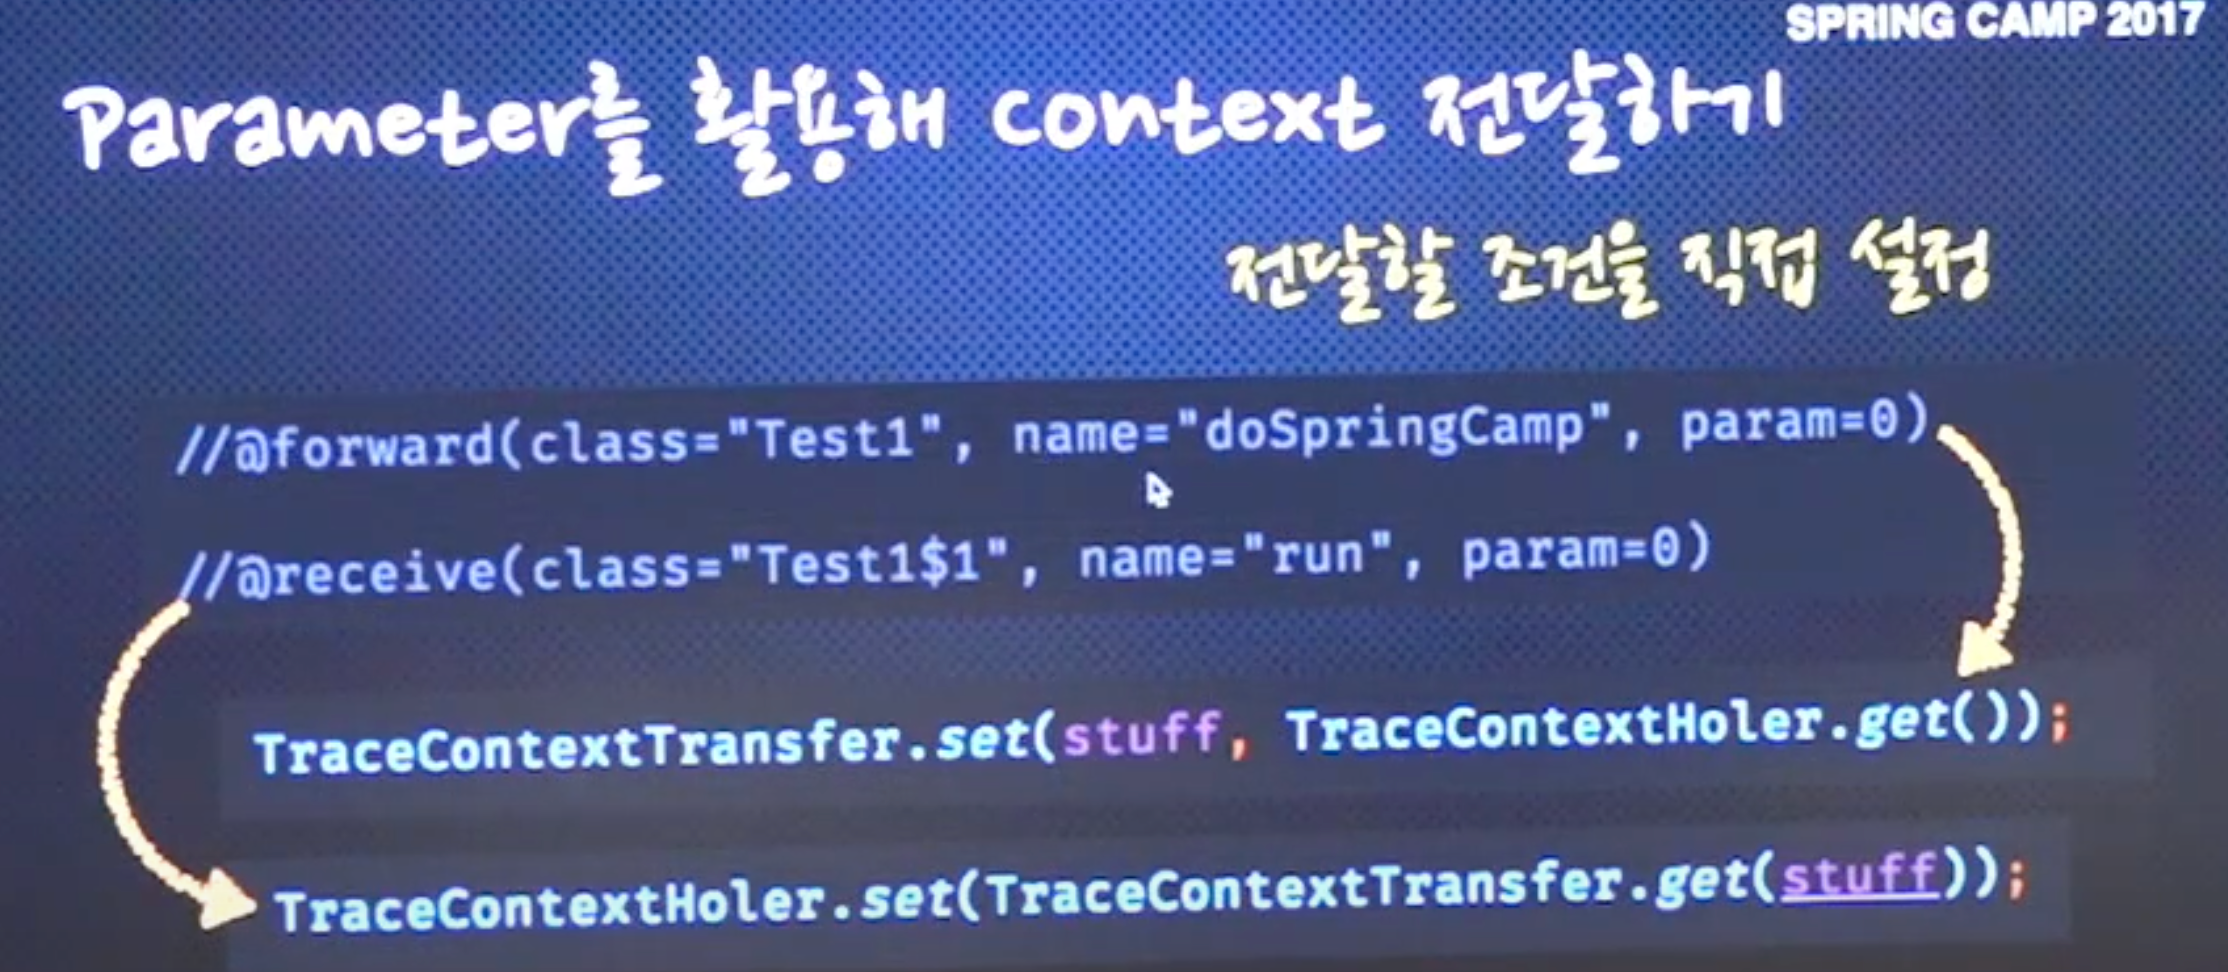 SPRING CAMP 2017
Parameter를 활용해 context 전달하기
전달할 조건을 직접 설정
//@forward(class="Test1", name="doSpringCamp", param=0)
//@receive(class="Test1$1", name="run", param=0)
TraceContextTransfer.set(stuff, TraceContextHoler.get());
TraceContextHoler.set(TraceContextTransfer.get(stuff));